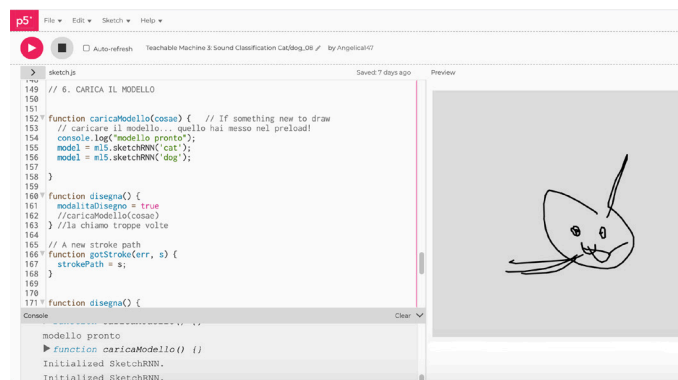 p5*
File Edit Sketch Help
Auto-refresh Teachable Machine 3: Sound Classification Cat/dog_08 by Angelica147
sketch.js Saved: 7 days ago Preview
148
149 // 6. CARICA IL MODELLO
150
151
152 function caricaModello(cosae) { // If something new to draw
153 // caricare il modello... quello hai messo nel preload!
154 console.log("modello pronto");
155 model = ml5.sketchRNN('cat');
156 model = ml5.sketchRNN('dog');
157
158 }
159
160 function disegna() {
161 modalitaDisegno = true
162 //caricaModello(cosae)
163 } //la chiamo troppe volte
164
165 // A new stroke path
166 function gotStroke(err, s) {
167 strokePath = s;
168 }
169
170
171 function disegna() {
Console Clear
function caricaModello() {}
modello pronto
function caricaModello() {}
Initialized SketchRNN.
Initialized SketchRNN.